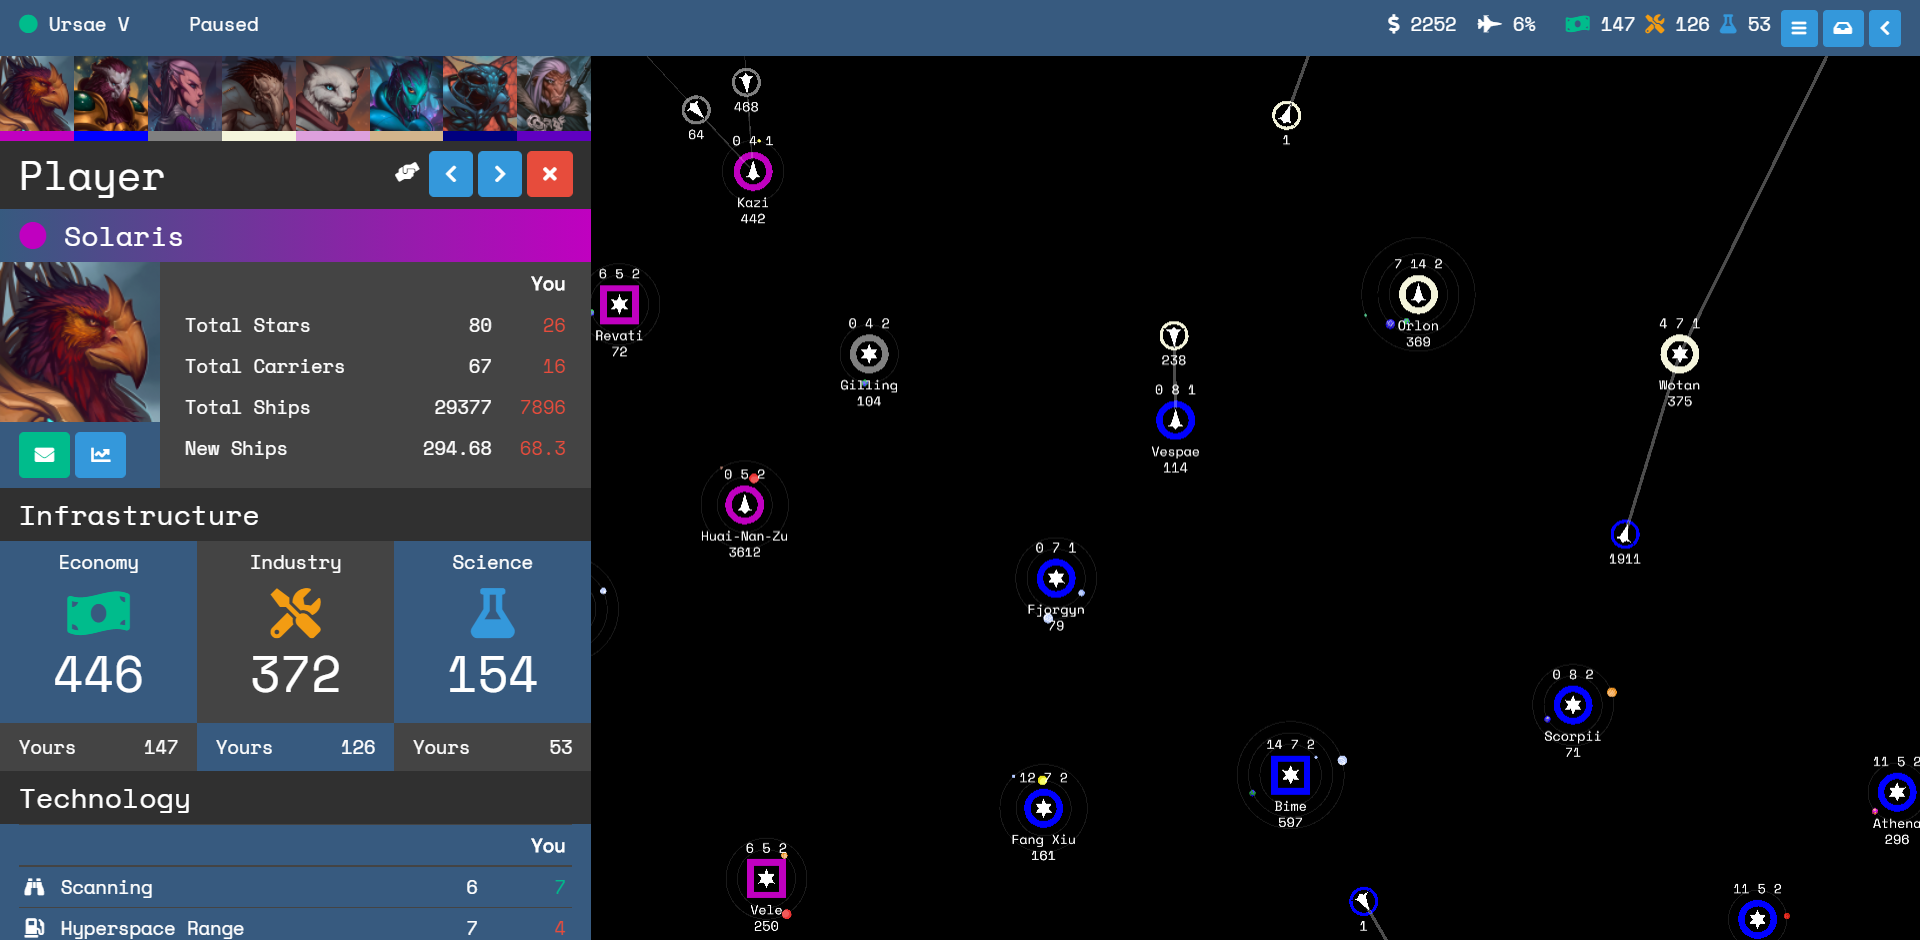 Ursae V Paused $ 2252 6% 147 126 53
Player
Solaris
You
Total Stars 80 26
Total Carriers 67 16
Total Ships 29377 7896
New Ships 294.68 68.3
Infrastructure
Economy Industry Science
446 372 154
Yours 147 Yours 126 Yours 53
Technology
You
Scanning 6 7
Hyperspace Range 7 4
468
64
0 4 1
Kazi
442
1
6 5 2
Revati
72
0 4 2
Gilling
104
238
0 8 1
Vespae
114
7 14 2
Orlon
369
4 7 1
Wotan
375
0 5 2
Huai-Nan-Zu
3612
0 7 1
Fjorgyn
79
1911
0 8 2
Scorpii
71
14 7 2
Bime
597
12 7 2
Fang Xiu
161
11 5 2
Athena
296
6 5 2
Vele
250
1
11 5 2